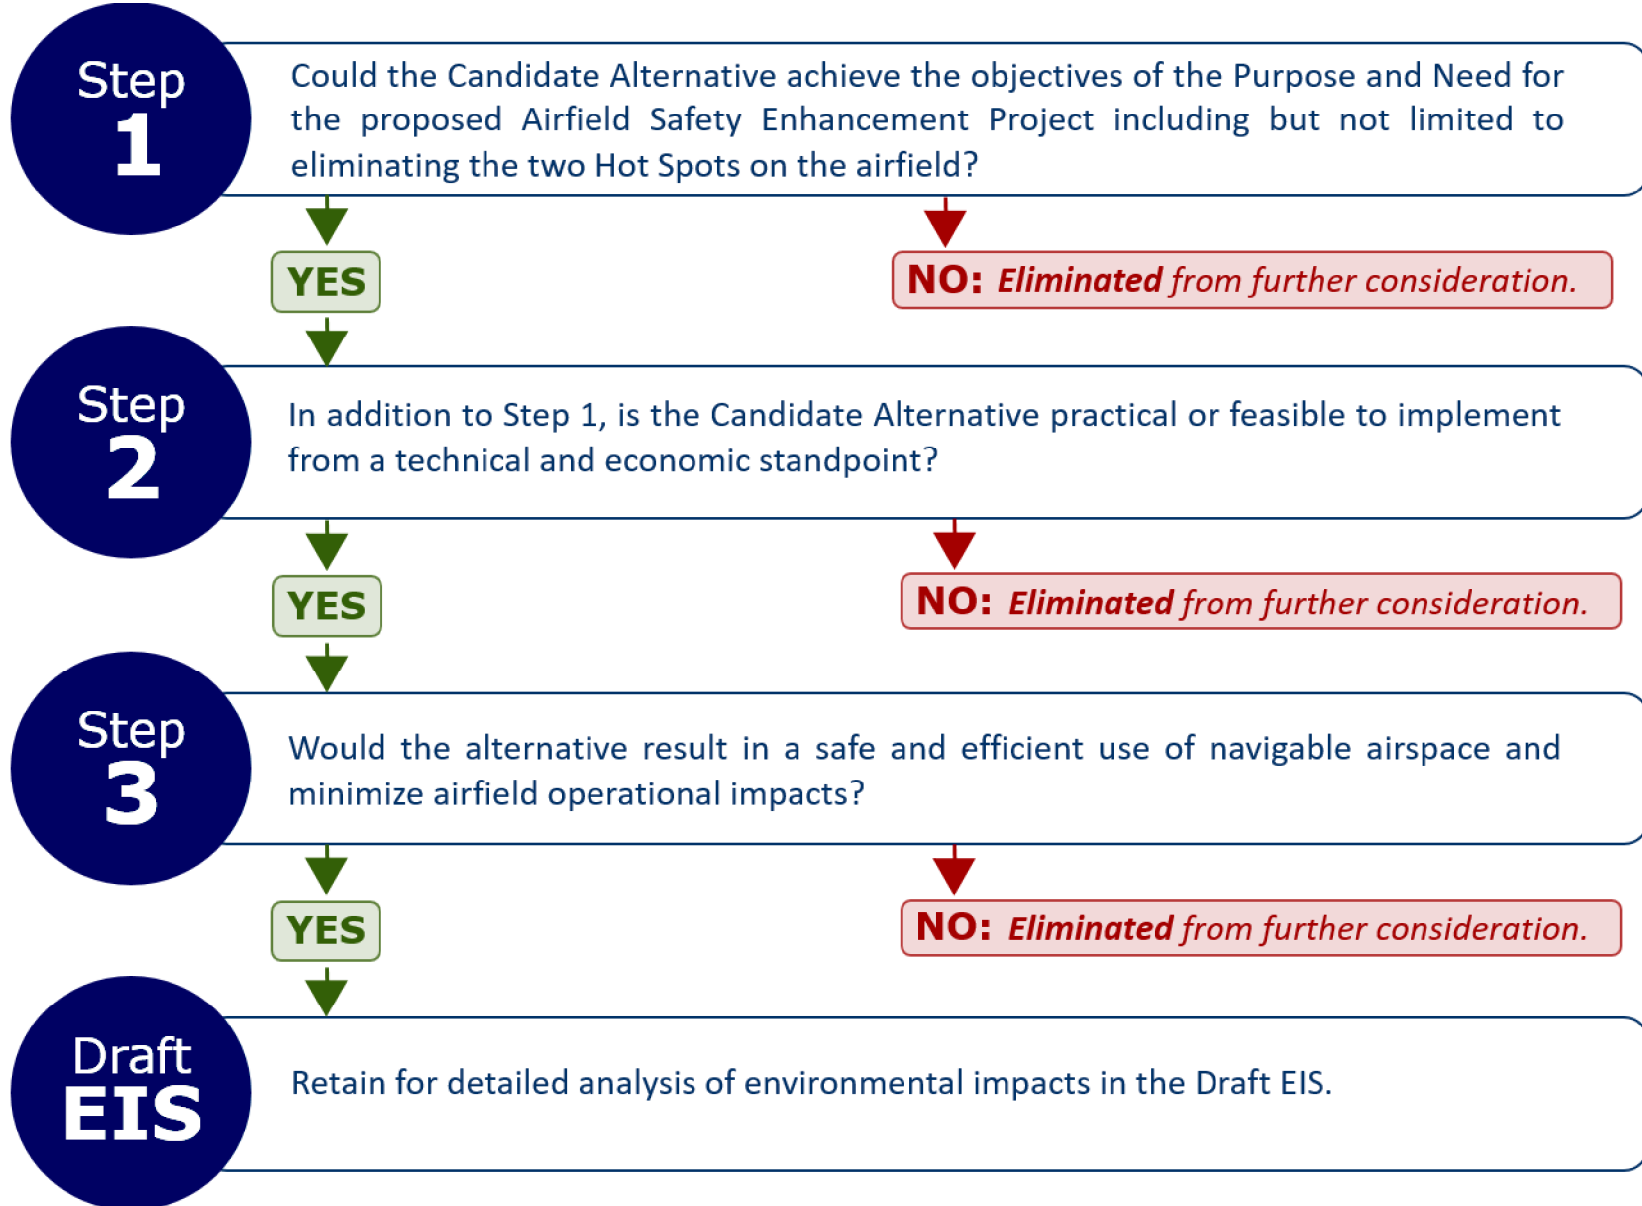 Step
1
Could the Candidate Alternative achieve the objectives of the Purpose and Need for
the proposed Airfield Safety Enhancement Project including but not limited to
eliminating the two Hot Spots on the airfield?
YES
NO: Eliminated from further consideration.
Step
2
In addition to Step 1, is the Candidate Alternative practical or feasible to implement
from a technical and economic standpoint?
YES
NO: Eliminated from further consideration.
Step
3
Would the alternative result in a safe and efficient use of navigable airspace and
minimize airfield operational impacts?
YES
NO: Eliminated from further consideration.
Draft
EIS
Retain for detailed analysis of environmental impacts in the Draft EIS.